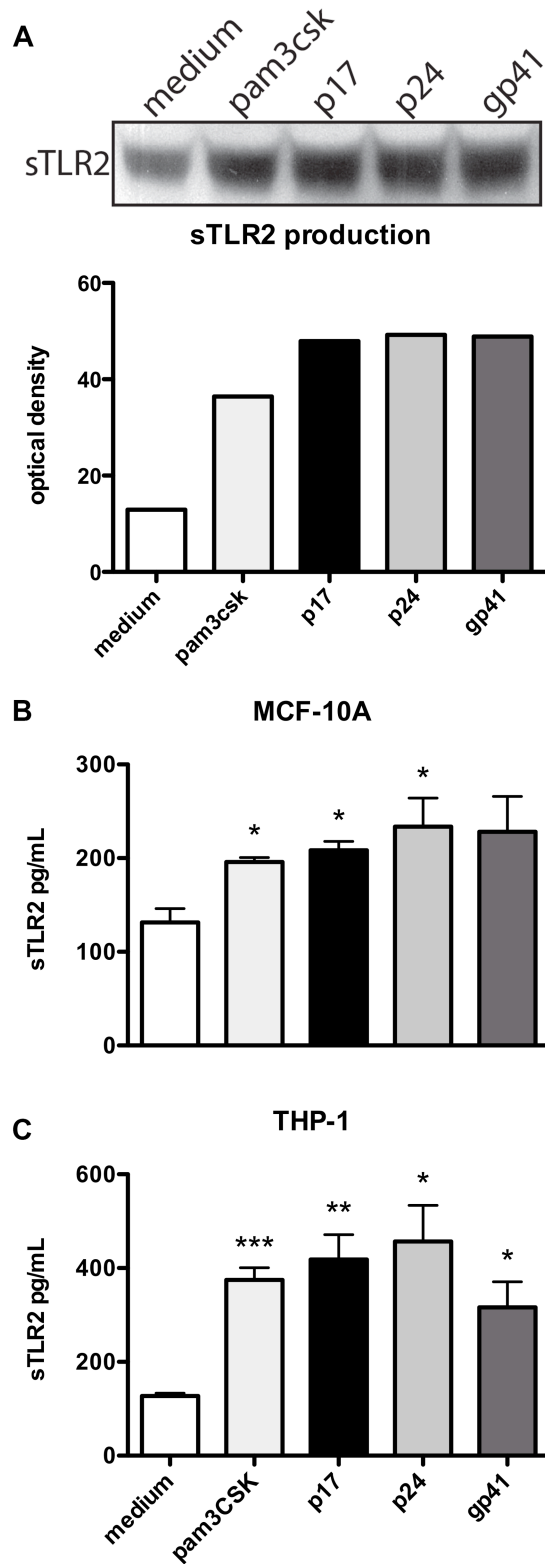 A
medium pam3csk p17 p24 gp41
sTLR2
sTLR2 production
60
40
20
0
optical density
medium pam3csk p17 p24 gp41
B
MCF-10A
300
200
100
0
sTLR2 pg/mL
* * *
C
THP-1
600
400
200
0
sTLR2 pg/mL
*** ** * *
medium pam3CSK p17 p24 gp41